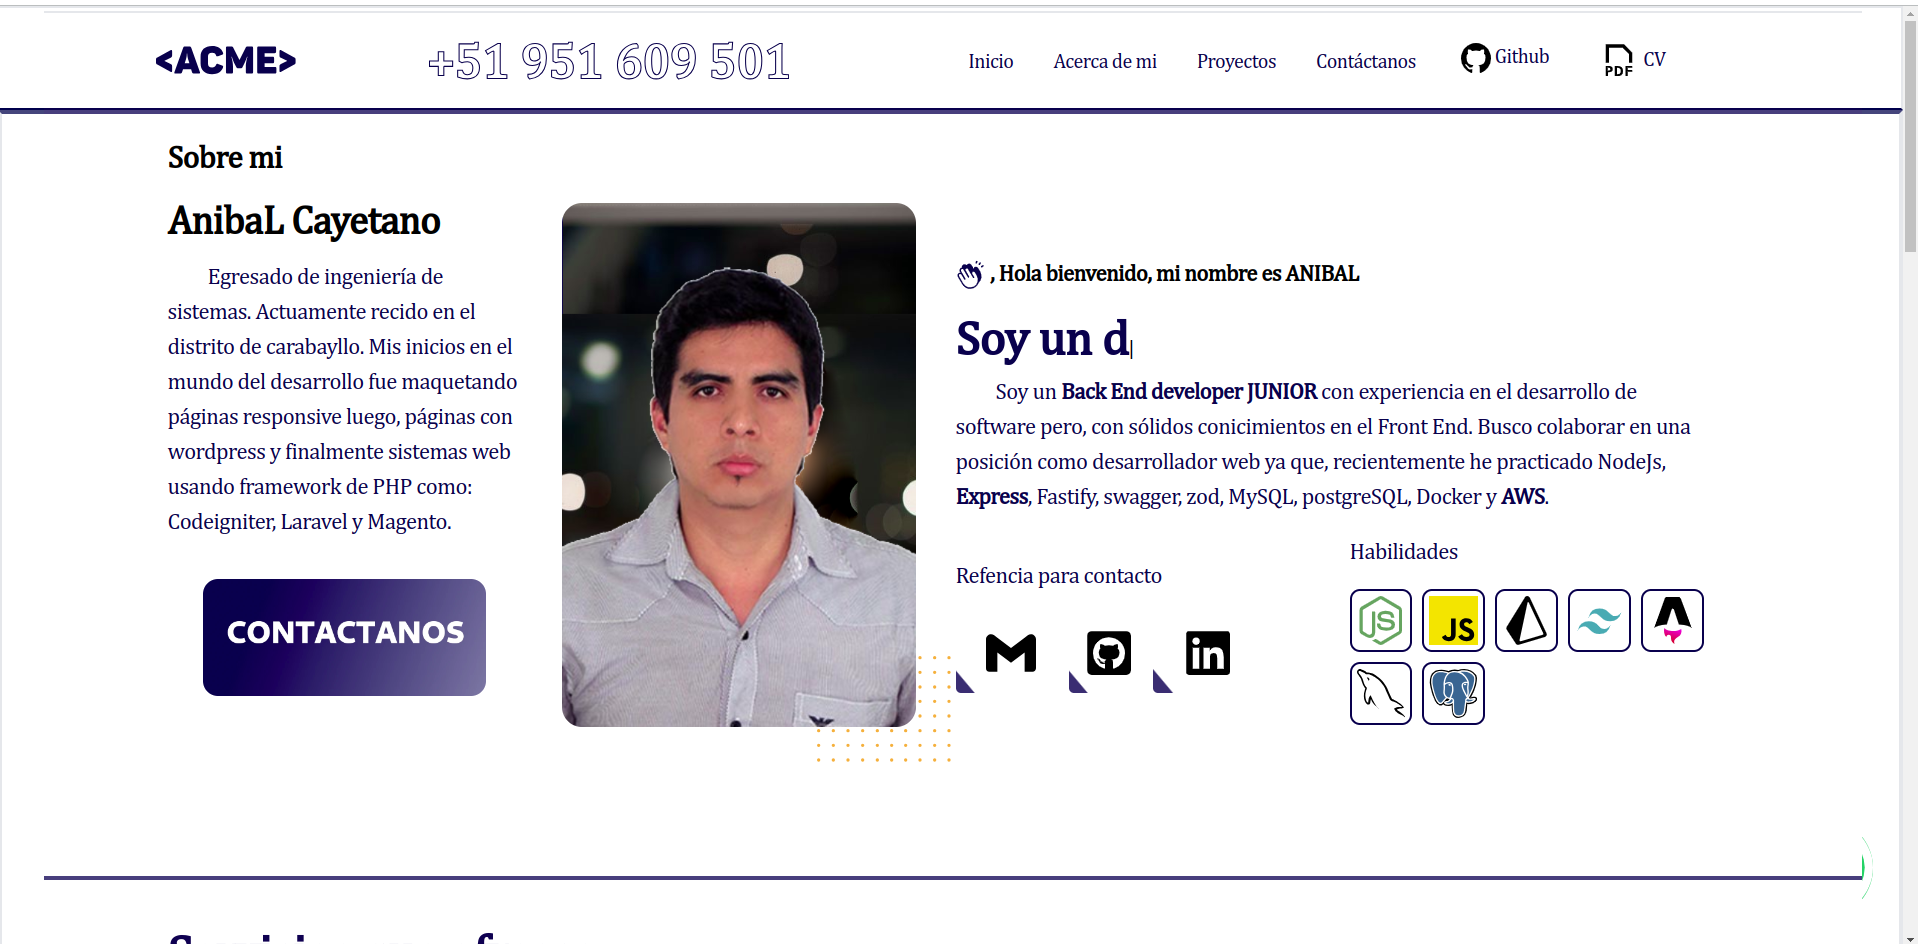 <ACME>
+51 951 609 501
Inicio
Acerca de mi
Proyectos
Contáctanos
Github
PDF
CV
Sobre mi
AnibaL Cayetano
Egresado de ingeniería de
sistemas. Actuamente recido en el
distrito de carabayllo. Mis inicios en el
mundo del desarrollo fue maquetando
páginas responsive luego, páginas con
wordpress y finalmente sistemas web
usando framework de PHP como:
Codeigniter, Laravel y Magento.
CONTACTANOS
, Hola bienvenido, mi nombre es ANIBAL
Soy un d
Soy un Back End developer JUNIOR con experiencia en el desarrollo de
software pero, con sólidos conicimientos en el Front End. Busco colaborar en una
posición como desarrollador web ya que, recientemente he practicado NodeJs,
Express, Fastify, swagger, zod, MySQL, postgreSQL, Docker y AWS.
Refencia para contacto
in
Habilidades
JS
JS